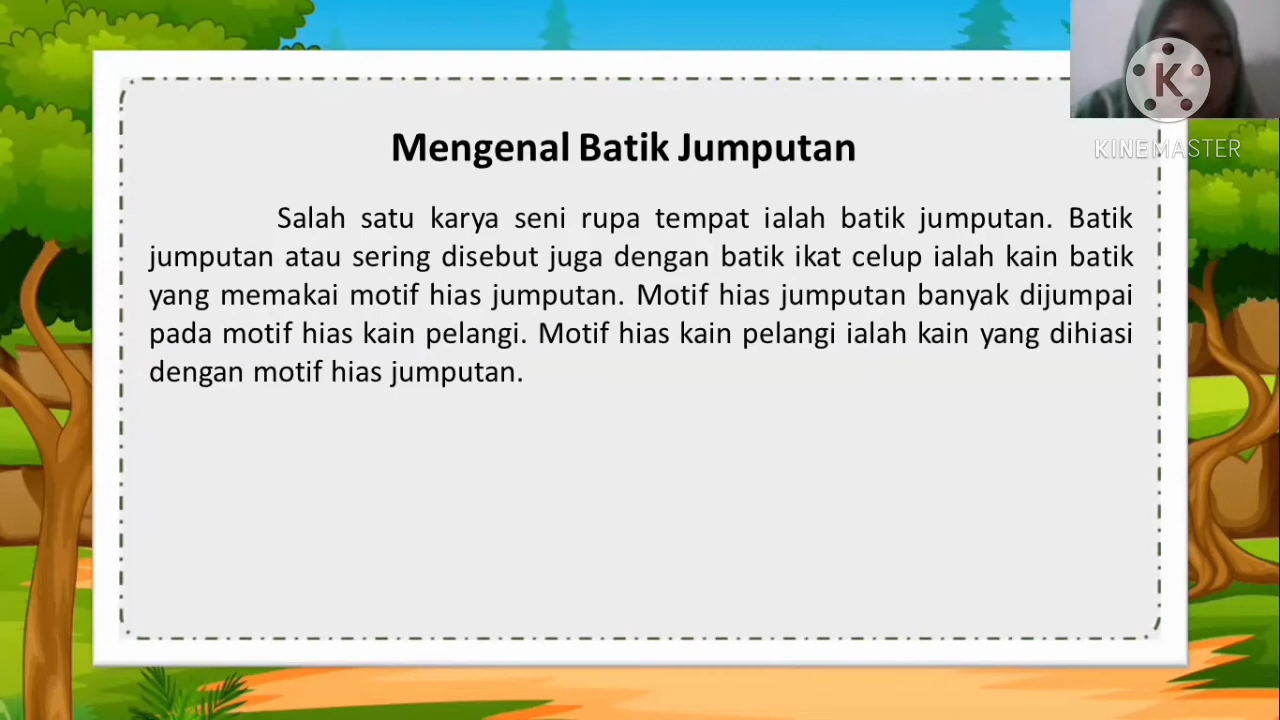 K
KINEMASTER
Mengenal Batik Jumputan
Salah satu karya seni rupa tempat ialah batik jumputan. Batik
jumputan atau sering disebut juga dengan batik ikat celup ialah kain batik
yang memakai motif hias jumputan. Motif hias jumputan banyak dijumpai
pada motif hias kain pelangi. Motif hias kain pelangi ialah kain yang dihiasi
dengan motif hias jumputan.